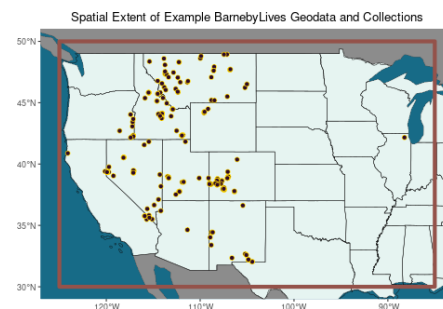 Spatial Extent of Example BarnebyLives Geodata and Collections
50°N
45°N
40°N
35°N
30°N
120°W 110°W 100°W 90°W